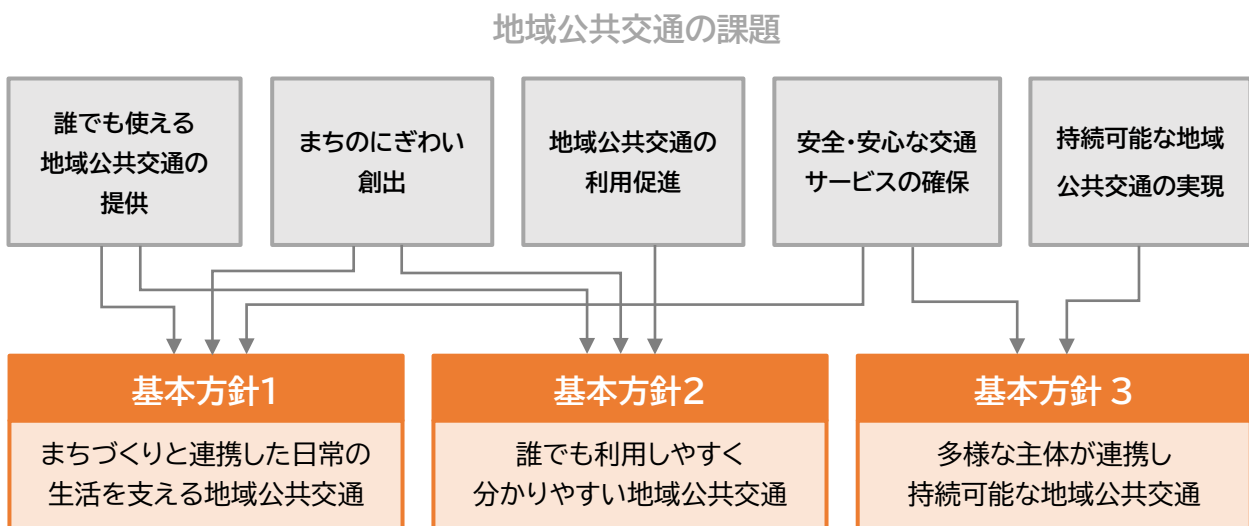 地域公共交通の課題
誰でも使える
地域公共交通の
提供
まちのにぎわい
創出
地域公共交通の
利用促進
安全・安心な交通
サービスの確保
持続可能な地域
公共交通の実現
基本方針1
まちづくりと連携した日常の
生活を支える地域公共交通
基本方針2
誰でも利用しやすく
分かりやすい地域公共交通
基本方針 3
多様な主体が連携し
持続可能な地域公共交通